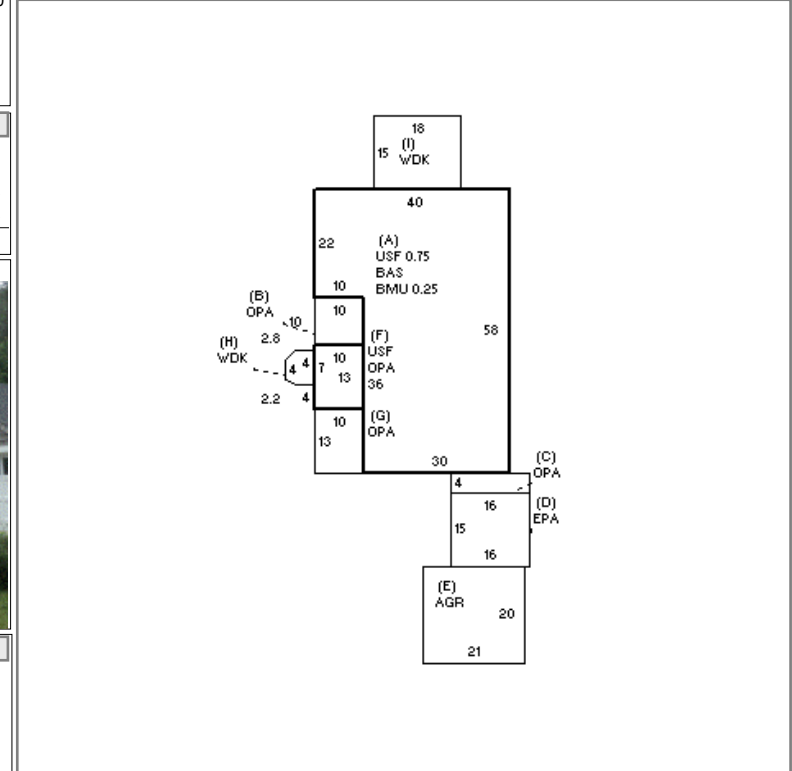 18
(I)
15 WDK
40
22
(A)
USF 0.75
BAS
BMU 0.25
10
(B)
OPA
10
10
58
(H)
WDK
2.8
(F)
USF
OPA
36
10
4
4
7
13
2.2
4
(G)
OPA
10
13
30
(C)
OPA
4
16
(D)
EPA
15
16
(E)
AGR
20
21